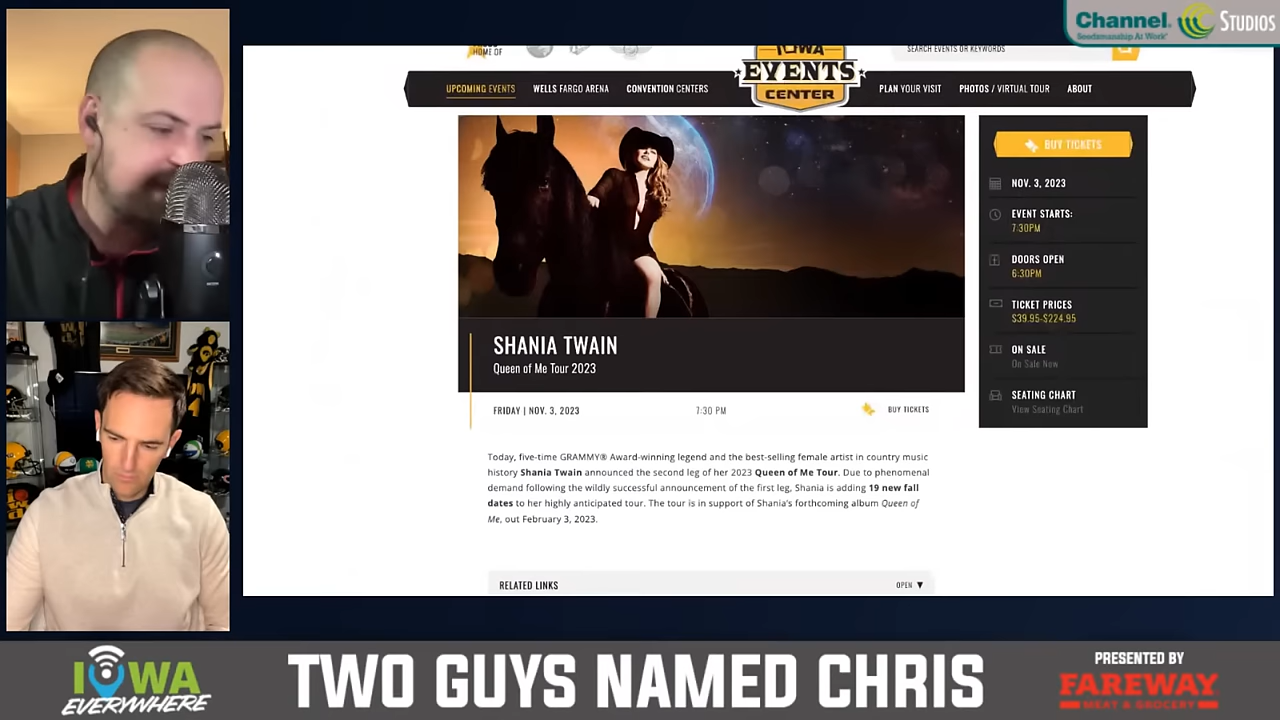 Channel
Seedsmanship At Work
STUDIOS
HOME OF
SEARCH EVENTS OR KEYWORDS
IOWA
EVENTS
CENTER
UPCOMING EVENTS
WELLS FARGO ARENA
CONVENTION CENTERS
PLAN YOUR VISIT
PHOTOS / VIRTUAL TOUR
ABOUT
BUY TICKETS
NOV. 3, 2023
EVENT STARTS:
7:30PM
DOORS OPEN
6:30PM
TICKET PRICES
$39.95-$224.95
ON SALE
On Sale Now
SEATING CHART
View Seating Chart
SHANIA TWAIN
Queen of Me Tour 2023
FRIDAY | NOV. 3, 2023
7:30 PM
BUY TICKETS
Today, five-time GRAMMY® Award-winning legend and the best-selling female artist in country music
history Shania Twain announced the second leg of her 2023 Queen of Me Tour. Due to phenomenal
demand following the wildly successful announcement of the first leg, Shania is adding 19 new fall
dates to her highly anticipated tour. The tour is in support of Shania's forthcoming album Queen of
Me, out February 3, 2023.
RELATED LINKS
OPEN ▼
IOWA
EVERYWHERE
TWO GUYS NAMED CHRIS
PRESENTED BY
FAREWAY
MEAT & GROCERY